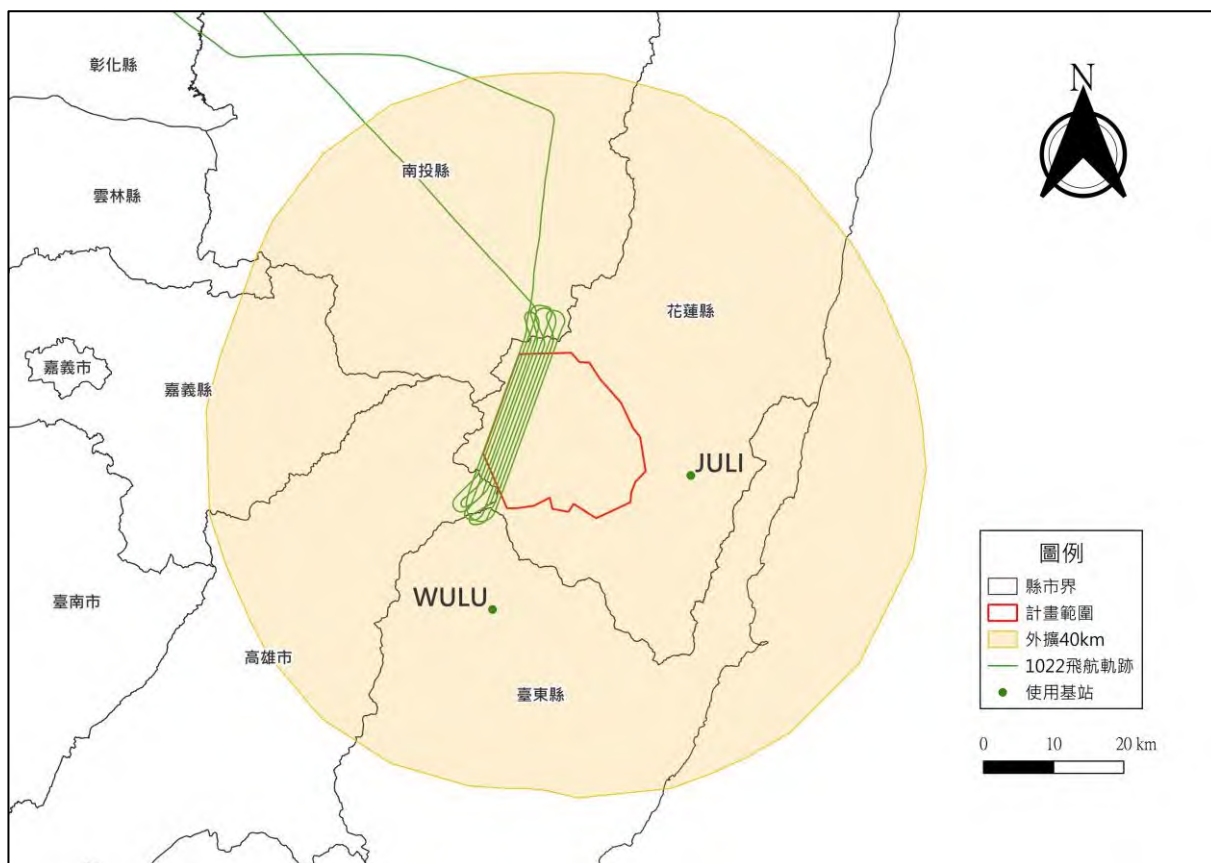 彰化縣
N
南投縣
雲林縣
花蓮縣
嘉義市
嘉義縣
JULI
WULU
臺南市
高雄市
臺東縣
圖例
縣市界
計畫範圍
外擴40km
1022飛航軌跡
使用基站
0 10 20 km